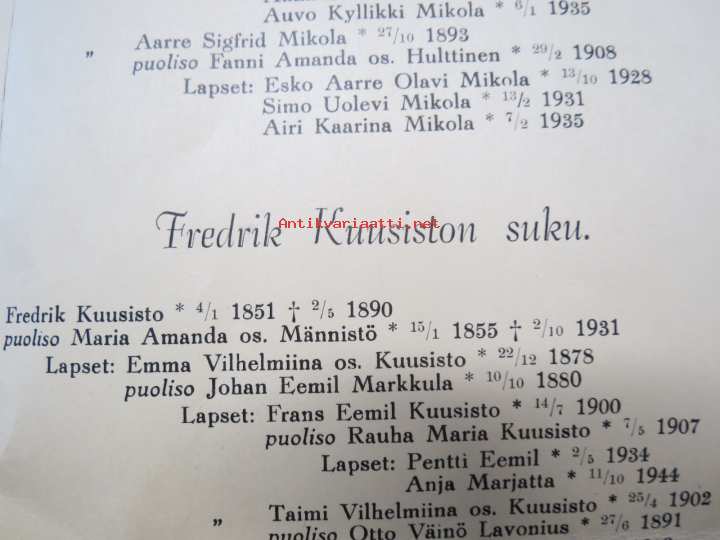 Auvo Kyllikki Mikola * 6/1 1935
Aarre Sigfrid Mikola * 27/10 1893
„ puoliso Fanni Amanda os. Hulttinen * 29/2 1908
Lapset: Esko Aarre Olavi Mikola * 13/10 1928
Simo Uolevi Mikola * 13/2 1931
Airi Kaarina Mikola * 7/2 1935
Antikvariaatti.net
Fredrik Kuusiston suku.
Fredrik Kuusisto * 4/1 1851 † 2/5 1890
puoliso Maria Amanda os. Männistö * 15/1 1855 † 2/10 1931
Lapset: Emma Vilhelmiina os. Kuusisto * 22/12 1878
puoliso Johan Eemil Markkula * 10/10 1880
Lapset: Frans Eemil Kuusisto * 14/7 1900
puoliso Rauha Maria Kuusisto * 7/5 1907
Lapset: Pentti Eemil * 2/5 1934
Anja Marjatta * 11/10 1944
„ Taimi Vilhelmiina os. Kuusisto * 25/4 1902
puoliso Otto Väinö Lavonius * 27/6 1891